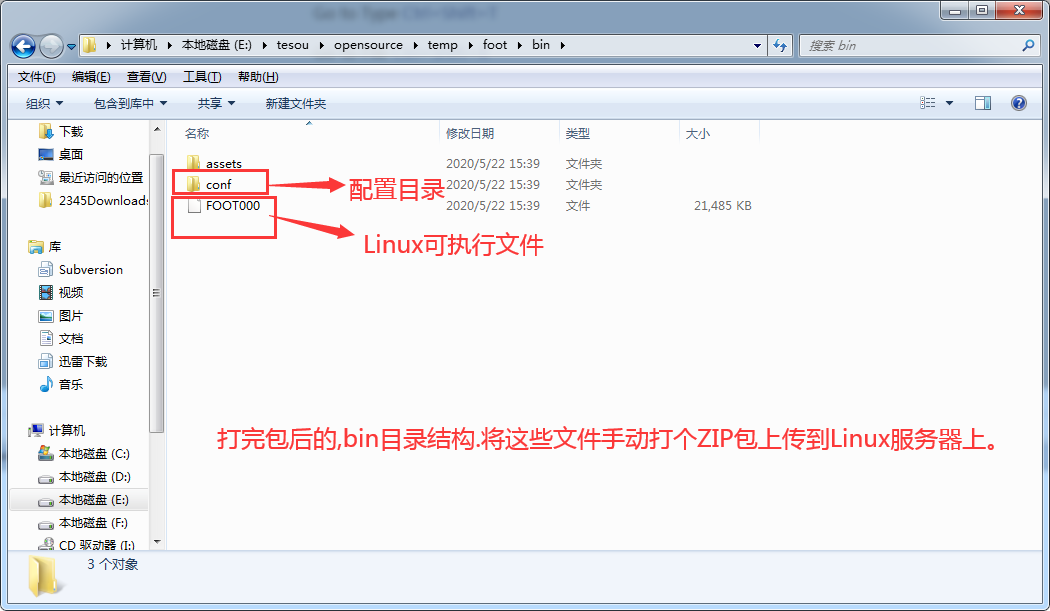 Go to Type Ctrl+Shift+T
计算机 本地磁盘 (E:) tesou opensource temp foot bin
搜索 bin
文件(F) 编辑(E) 查看(V) 工具(T) 帮助(H)
组织 包含到库中 共享 新建文件夹
下载
桌面
最近访问的位置
2345Downloads
库
Subversion
视频
图片
文档
迅雷下载
音乐
计算机
本地磁盘 (C:)
本地磁盘 (D:)
本地磁盘 (E:)
本地磁盘 (F:)
CD 驱动器 (I:)
名称 修改日期 类型 大小
assets 2020/5/22 15:39 文件夹
conf 2020/5/22 15:39 文件夹
配置目录
FOOT000 2020/5/22 15:39 文件 21,485 KB
Linux可执行文件
打完包后的,bin目录结构.将这些文件手动打个ZIP包上传到Linux服务器上。
3 个对象